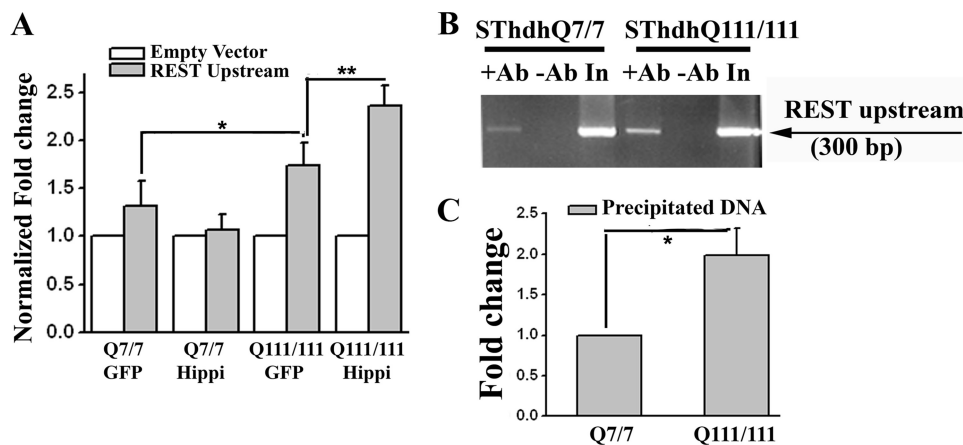 A
Empty Vector
REST Upstream
Normalized Fold change
2.5
2.0
1.5
1.0
0.5
0.0
*
**
Q7/7 Q7/7 Q111/111 Q111/111
GFP Hippi GFP Hippi
B
SThdhQ7/7 SThdhQ111/111
+Ab -Ab In +Ab -Ab In
REST upstream
(300 bp)
C
Precipitated DNA
Fold change
2.5
2.0
1.5
1.0
0.5
0.0
*
Q7/7 Q111/111